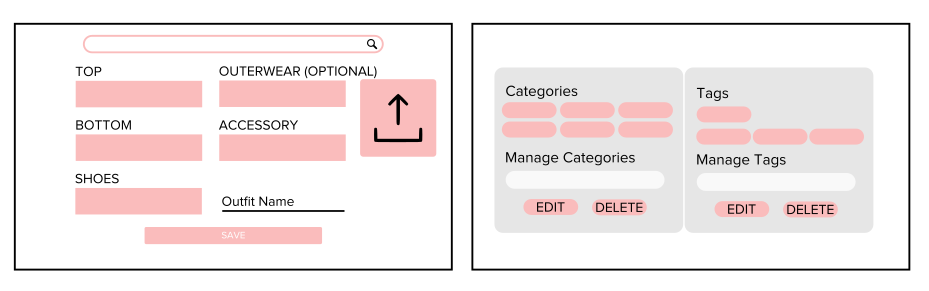 TOP
OUTERWEAR (OPTIONAL)
BOTTOM
ACCESSORY
SHOES
Outfit Name
SAVE
Categories
Manage Categories
EDIT
DELETE
Tags
Manage Tags
EDIT
DELETE